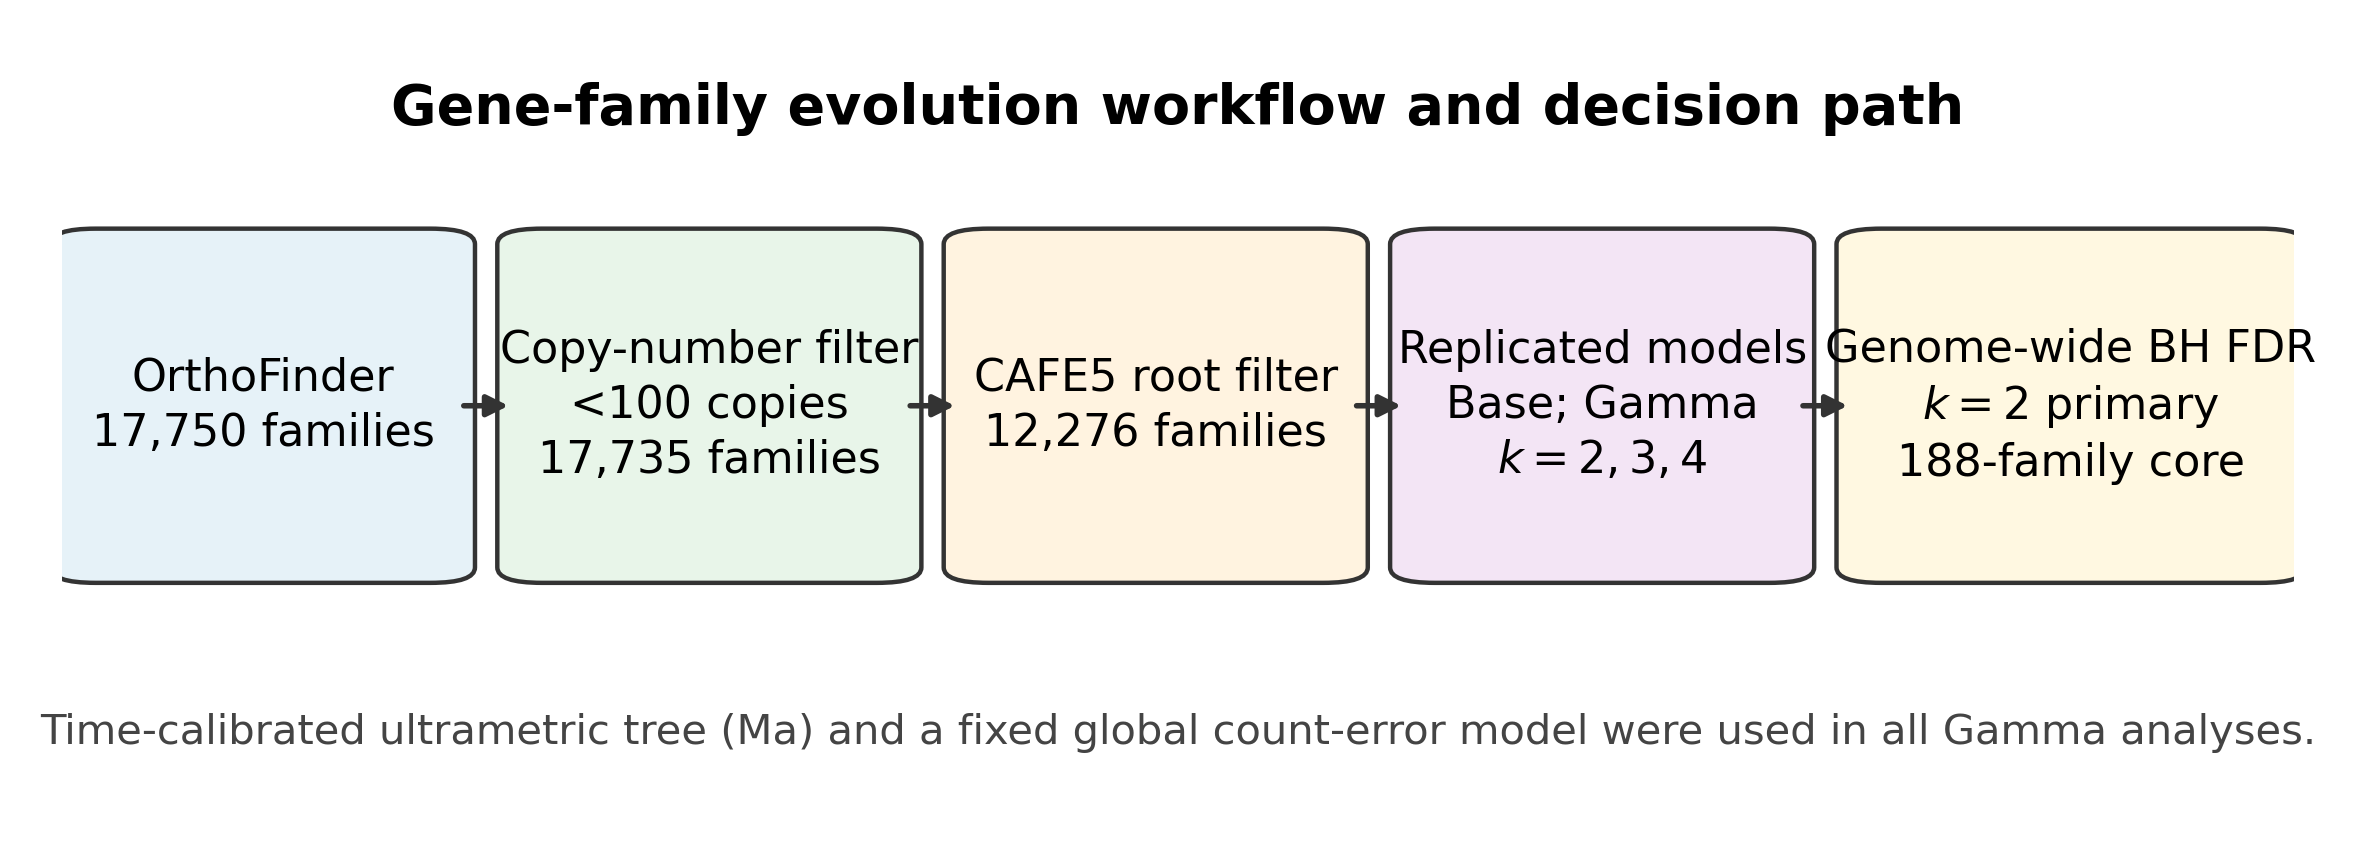 Gene-family evolution workflow and decision path
OrthoFinder
17,750 families
Copy-number filter
<100 copies
17,735 families
CAFE5 root filter
12,276 families
Replicated models
Base; Gamma
k = 2, 3, 4
Genome-wide BH FDR
k = 2 primary
188-family core
Time-calibrated ultrametric tree (Ma) and a fixed global count-error model were used in all Gamma analyses.